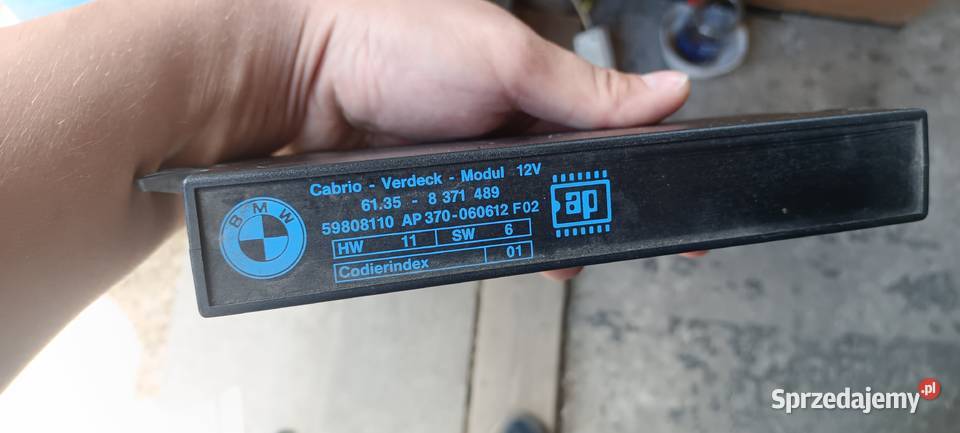 BMW
Cabrio - Verdeck - Modul 12V
61.35 - 8 371 489
59808110 AP 370-060612 F02
HW 11 SW 6
Codierindex 01
ap
Sprzedajemy.pl